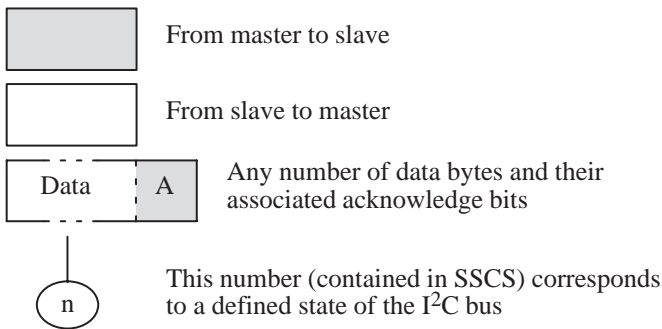 From master to slave
From slave to master
Data A
Any number of data bytes and their
associated acknowledge bits
n
This number (contained in SSCS) corresponds
to a defined state of the I²C bus